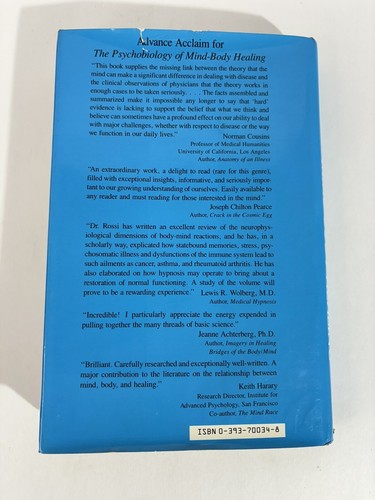 Advance Acclaim for
The Psychobiology of Mind-Body Healing
"This book supplies the missing link between the theory that the
mind can make a significant difference in dealing with disease and
the clinical observations of physicians that the theory works in
enough cases to be taken seriously. . . . The facts assembled and
summarized make it impossible any longer to say that 'hard'
evidence is lacking to support the belief that what we think and
believe can sometimes have a profound effect on our ability to deal
with major challenges, whether with respect to disease or the way
we function in our daily lives."
Norman Cousins
Professor of Medical Humanities
University of California, Los Angeles
Author, Anatomy of an Illness
"An extraordinary work, a delight to read (rare for this genre),
filled with exceptional insights, informative, and seriously impor-
tant to our growing understanding of ourselves. Easily available to
any reader and must reading for those interested in the mind."
Joseph Chilton Pearce
Author, Crack in the Cosmic Egg
"Dr. Rossi has written an excellent review of the neurophys-
iological dimensions of body-mind reactions, and he has, in a
scholarly way, explicated how statebound memories, stress, psy-
chosomatic illness and dysfunctions of the immune system lead to
such ailments as cancer, asthma, and rheumatoid arthritis. He has
also elaborated on how hypnosis may operate to bring about a
restoration of normal functioning. A study of the volume will
prove to be a rewarding experience." Lewis R. Wolberg, M.D.
Author, Medical Hypnosis
"Incredible! I particularly appreciate the energy expended in
pulling together the many threads of basic science."
Jeanne Achterberg, Ph.D.
Author, Imagery in Healing
Bridges of the Body/Mind
"Brilliant. Carefully researched and exceptionally well-written. A
major contribution to the literature on the relationship between
mind, body, and healing."
Keith Harary
Research Director, Institute for
Advanced Psychology, San Francisco
Co-author, The Mind Race
ISBN 0-393-70034-8